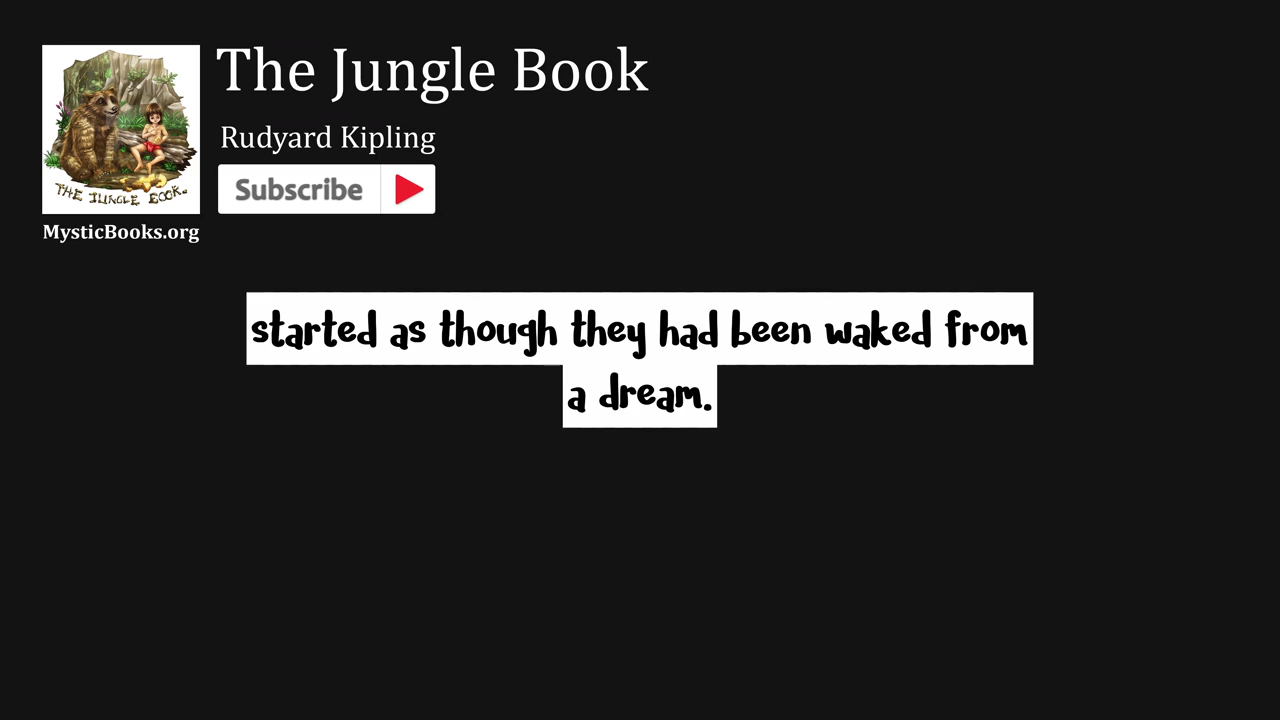 The Jungle Book
Rudyard Kipling
Subscribe
THE JUNGLE BOOK.
MysticBooks.org
started as though they had been waked from
a dream.